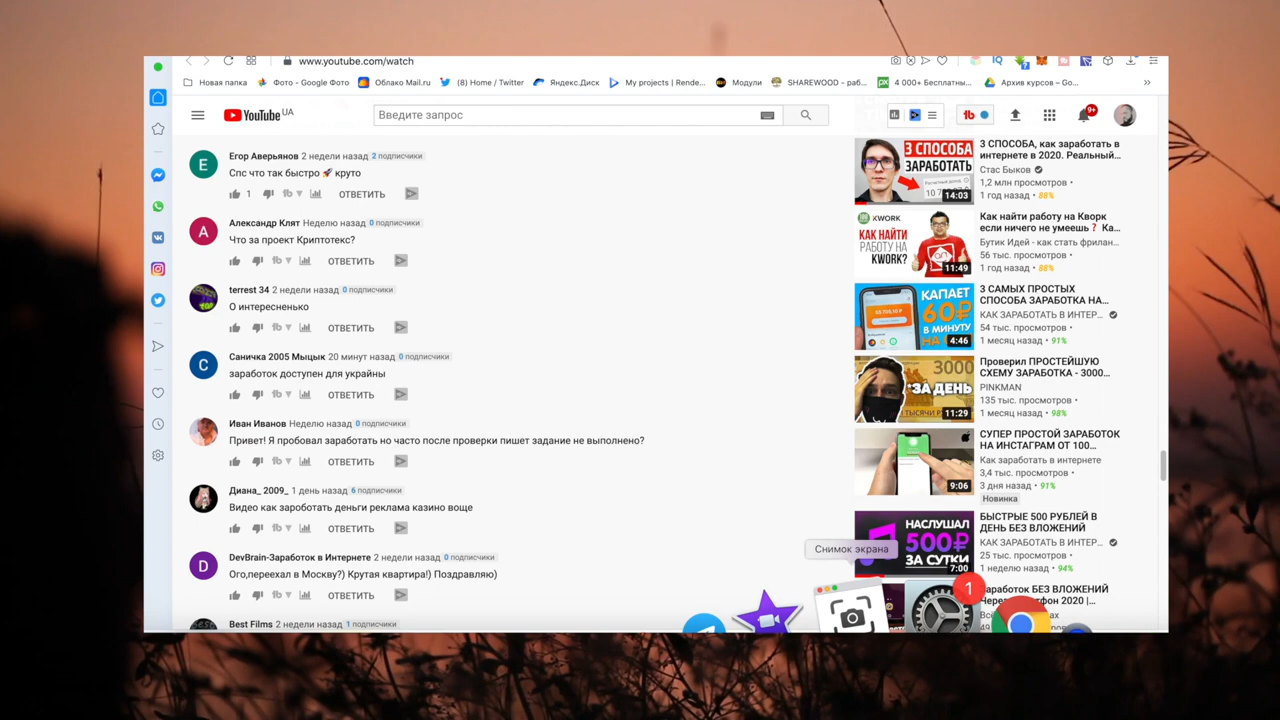 www.youtube.com/watch
Новая папка
Фото - Google Фото
Облако Mail.ru
(8) Home / Twitter
Яндекс.Диск
My projects | Rende...
Модули
SHAREWOOD - раб...
4 000+ Бесплатны...
Архив курсов – Go...
YouTube UA
Введите запрос
9+
Егор Аверьянов 2 недели назад 2 подписчики
Спс что так быстро 🚀 круто
1 ОТВЕТИТЬ
Александр Клят Неделю назад 0 подписчики
Что за проект Криптотекс?
ОТВЕТИТЬ
terrest 34 2 недели назад 0 подписчики
О интересненько
ОТВЕТИТЬ
Саничка 2005 Мыцык 20 минут назад 0 подписчики
заработок доступен для украйны
ОТВЕТИТЬ
Иван Иванов Неделю назад 0 подписчики
Привет! Я пробовал заработать но часто после проверки пишет задание не выполнено?
ОТВЕТИТЬ
Диана_ 2009_ 1 день назад 6 подписчики
Видео как зароботать деньги реклама казино воще
ОТВЕТИТЬ
DevBrain-Заработок в Интернете 2 недели назад 0 подписчики
Ого,переехал в Москву?) Крутая квартира!) Поздравляю)
ОТВЕТИТЬ
Best Films 2 недели назад 1 подписчики
3 СПОСОБА
ЗАРАБОТАТЬ
14:03
3 СПОСОБА, как заработать в
интернете в 2020. Реальный...
Стас Быков
1,2 млн просмотров •
1 год назад • 88%
KWORK
КАК НАЙТИ
РАБОТУ НА
KWORK?
11:49
Как найти работу на Кворк
если ничего не умеешь❓ Ка...
Бутик Идей - как стать фрилан...
56 тыс. просмотров •
1 год назад • 88%
КАПАЕТ
60₽
В МИНУТУ
4:46
3 САМЫХ ПРОСТЫХ
СПОСОБА ЗАРАБОТКА НА...
КАК ЗАРАБОТАТЬ В ИНТЕР...
54 тыс. просмотров •
1 месяц назад • 91%
3000
*ЗА ДЕНЬ
11:29
Проверил ПРОСТЕЙШУЮ
СХЕМУ ЗАРАБОТКА - 3000...
PINKMAN
135 тыс. просмотров •
1 месяц назад • 98%
9:06
СУПЕР ПРОСТОЙ ЗАРАБОТОК
НА ИНСТАГРАМ ОТ 100...
Как заработать в интернете
3,4 тыс. просмотров •
3 дня назад • 91%
Новинка
НАСЛУШАЛ
500₽
ЗА СУТКИ
7:00
БЫСТРЫЕ 500 РУБЛЕЙ В
ДЕНЬ БЕЗ ВЛОЖЕНИЙ
КАК ЗАРАБОТАТЬ В ИНТЕР...
25 тыс. просмотров •
1 неделю назад • 94%
Снимок экрана
1
заработок БЕЗ ВЛОЖЕНИЙ